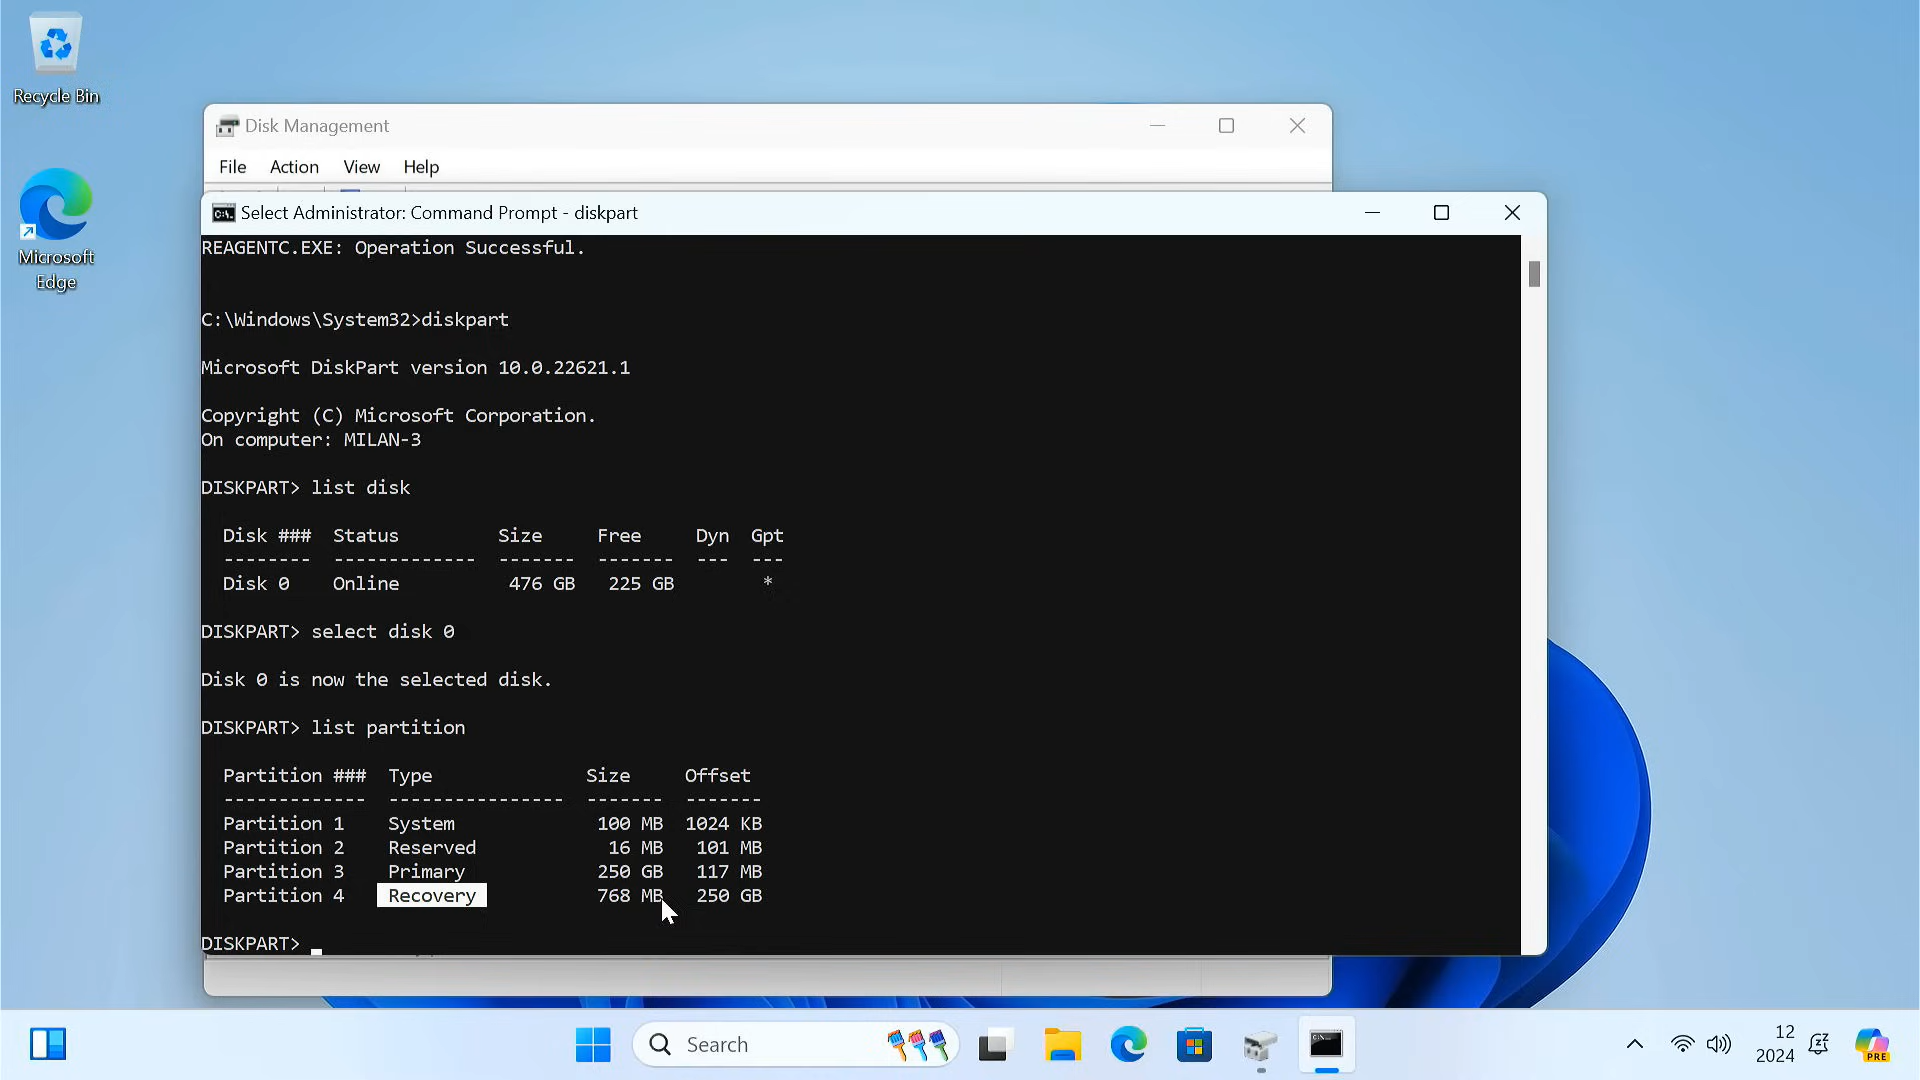 Recycle Bin
Microsoft
Edge
Disk Management
File Action View Help
Select Administrator: Command Prompt - diskpart
REAGENTC.EXE: Operation Successful.
C:\Windows\System32>diskpart
Microsoft DiskPart version 10.0.22621.1
Copyright (C) Microsoft Corporation.
On computer: MILAN-3
DISKPART> list disk
Disk ### Status Size Free Dyn Gpt
-------- ------------- ------- ------- --- ---
Disk 0 Online 476 GB 225 GB *
DISKPART> select disk 0
Disk 0 is now the selected disk.
DISKPART> list partition
Partition ### Type Size Offset
------------- ---------------- ------- -------
Partition 1 System 100 MB 1024 KB
Partition 2 Reserved 16 MB 101 MB
Partition 3 Primary 250 GB 117 MB
Partition 4 Recovery 768 MB 250 GB
DISKPART>
Search
12
2024
PRE